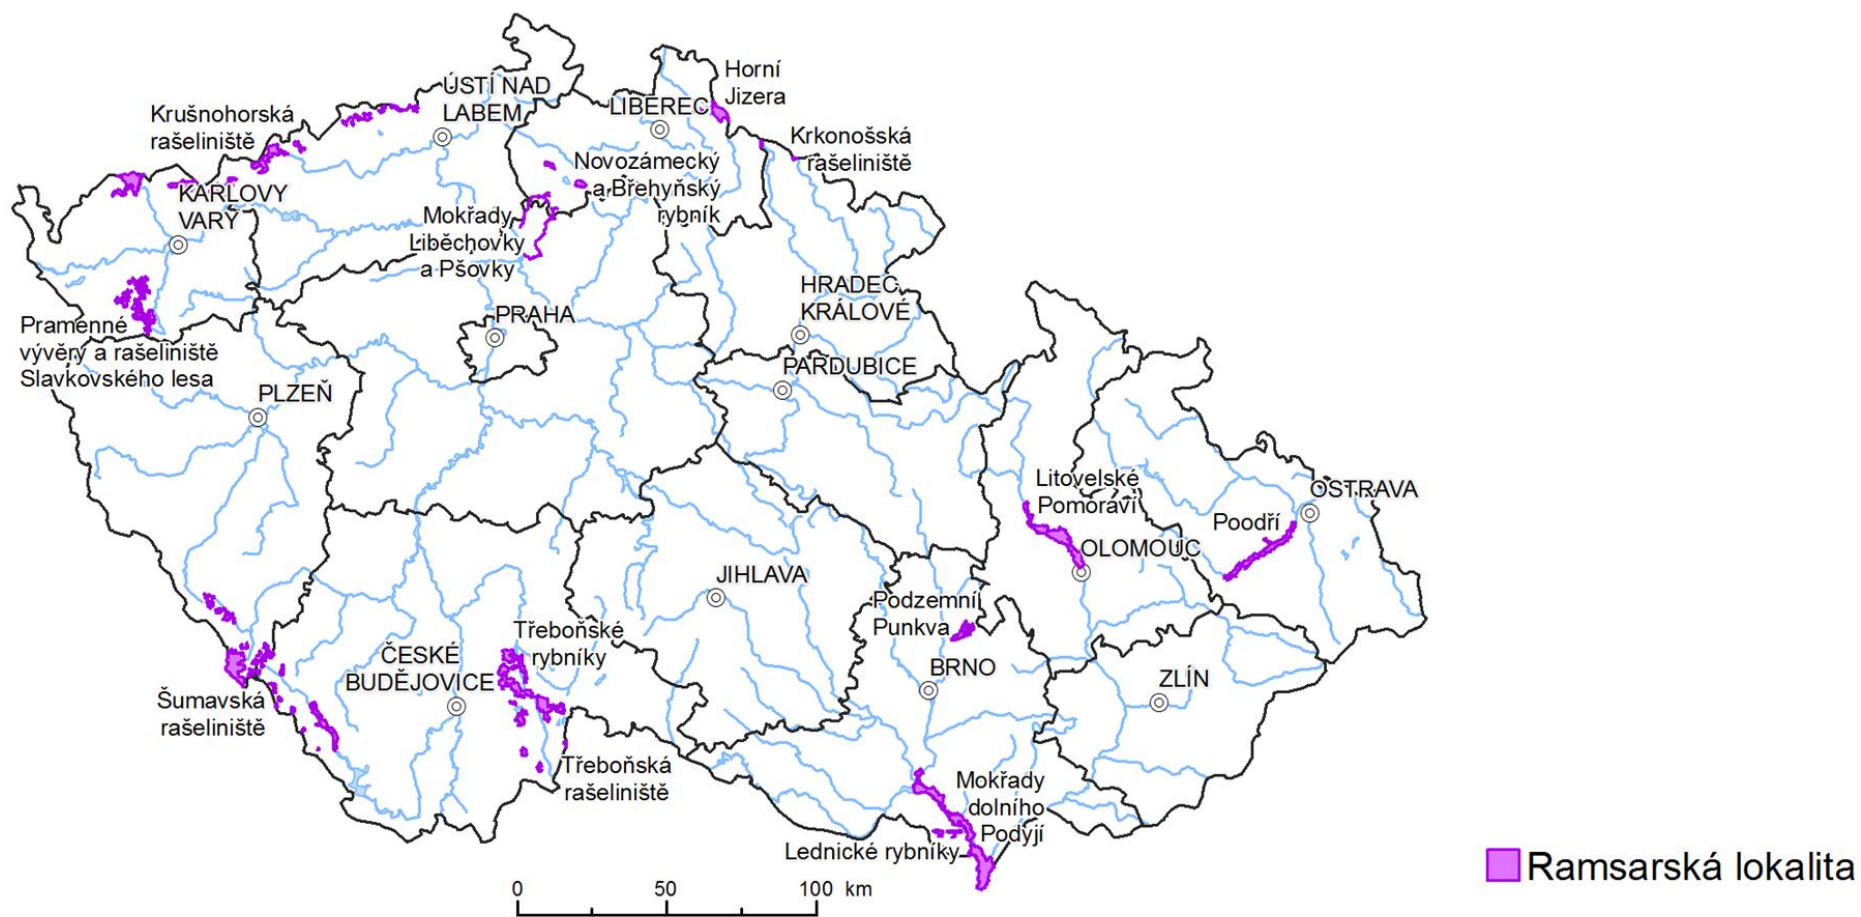 Horní
Jizera
ÚSTÍ NAD
LABEM
Krušnohorská
rašeliniště
LIBEREC
Krkonošská
rašeliniště
Novozámecký
a Břehyňský
rybník
KARLOVY
VARY
Mokřady
Liběchovky
a Pšovky
HRADEC
KRÁLOVÉ
PRAHA
Pramenné
vývěry a rašeliniště
Slavkovského lesa
PARDUBICE
PLZEŇ
Litovelské
Pomoraví
OSTRAVA
Poodří
OLOMOUC
JIHLAVA
Podzemní
Punkva
Třeboňské
rybníky
ČESKÉ
BUDĚJOVICE
BRNO
ZLÍN
Šumavská
rašeliniště
Třeboňská
rašeliniště
Mokřady
dolního
Podyjí
Lednické rybníky
Ramsarská lokalita
0 50 100 km